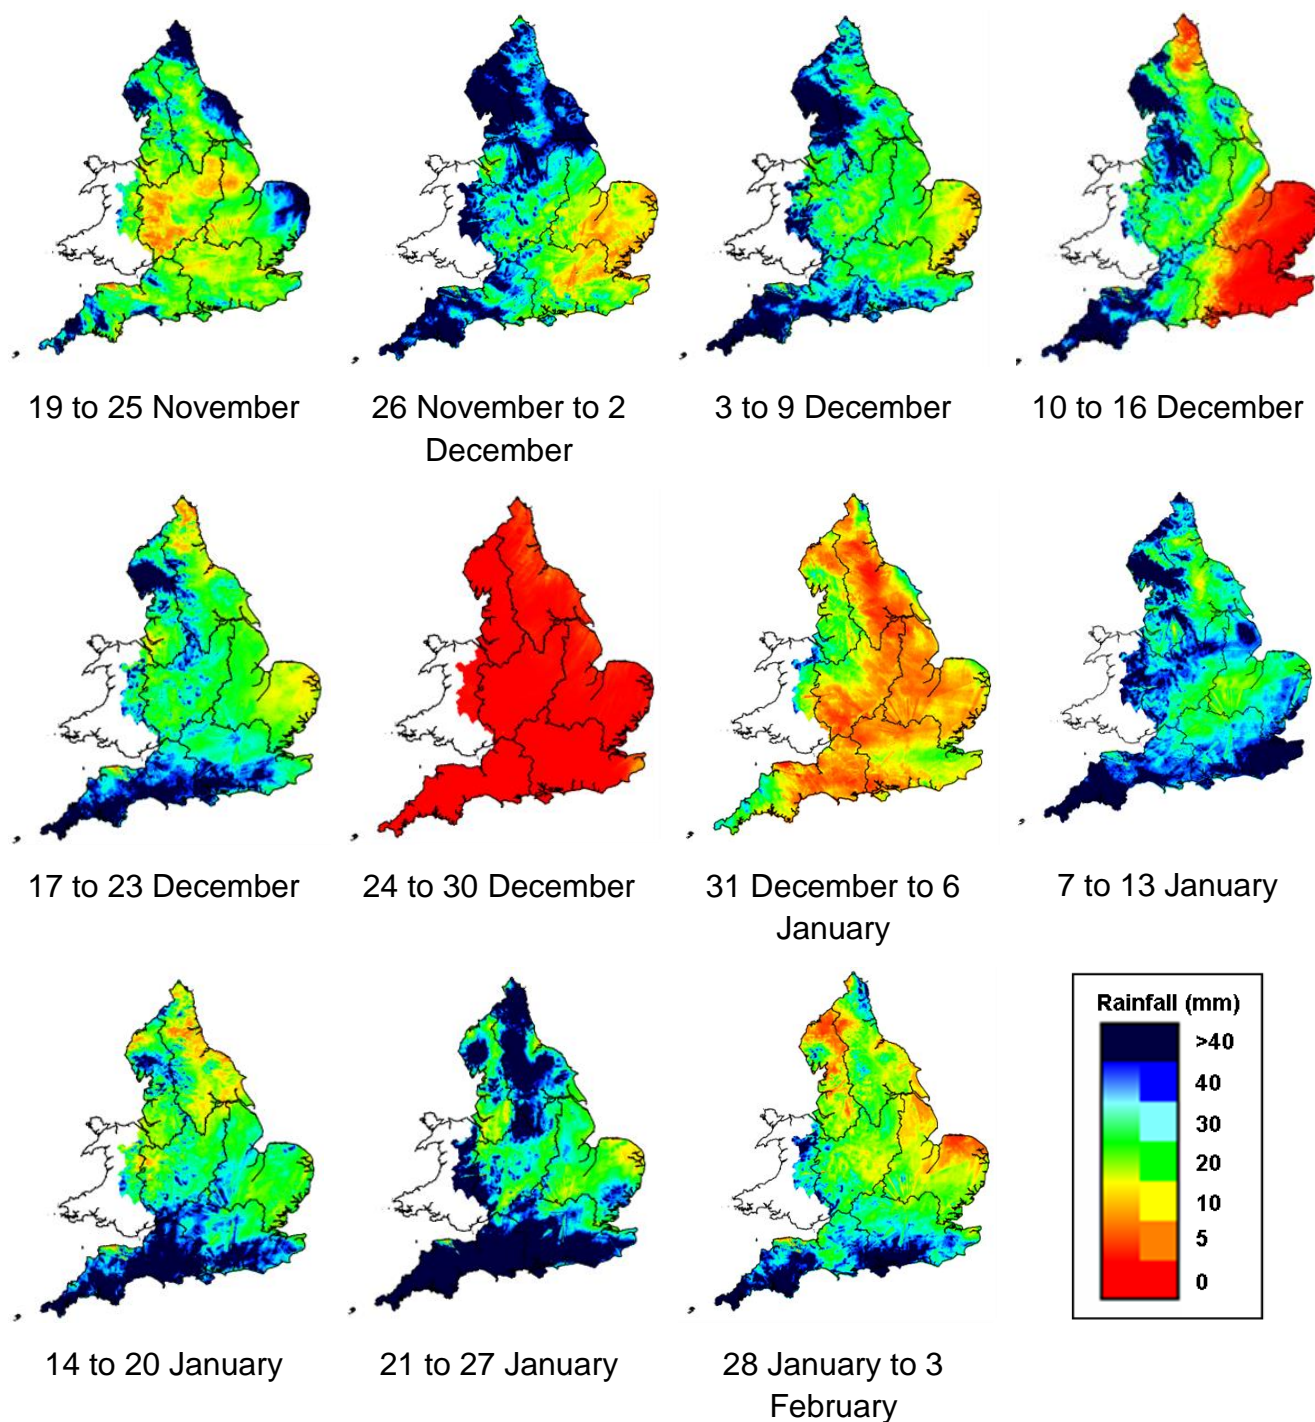 19 to 25 November
26 November to 2
December
3 to 9 December
10 to 16 December
17 to 23 December
24 to 30 December
31 December to 6
January
7 to 13 January
14 to 20 January
21 to 27 January
28 January to 3
February
Rainfall (mm)
>40
40
30
20
10
5
0